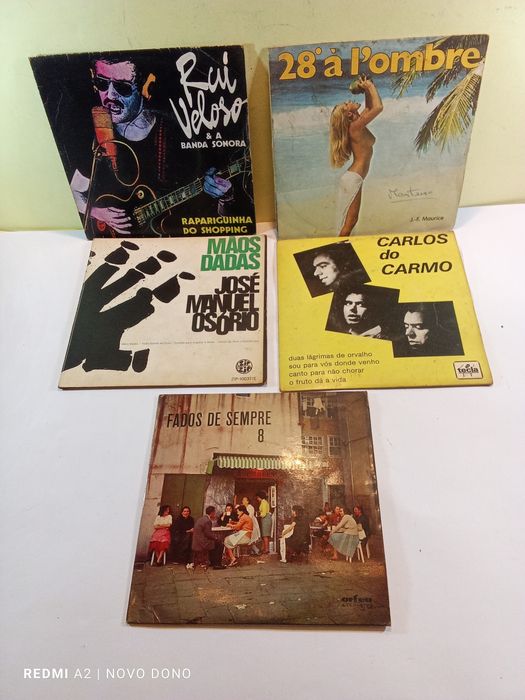 Rui
Veloso
& A
BANDA SONORA
RAPARIGUINHA
DO SHOPPING
28° à l'ombre
J.-F. Maurice
MÃOS
DADAS
JOSÉ
MANUEL
OSÓRIO
CARLOS
do
CARMO
duas lágrimas de orvalho
sou para vós donde venho
canto para não chorar
o fruto dá a vida
tecla
FADOS DE SEMPRE
8
orfeu
REDMI A2 | NOVO DONO